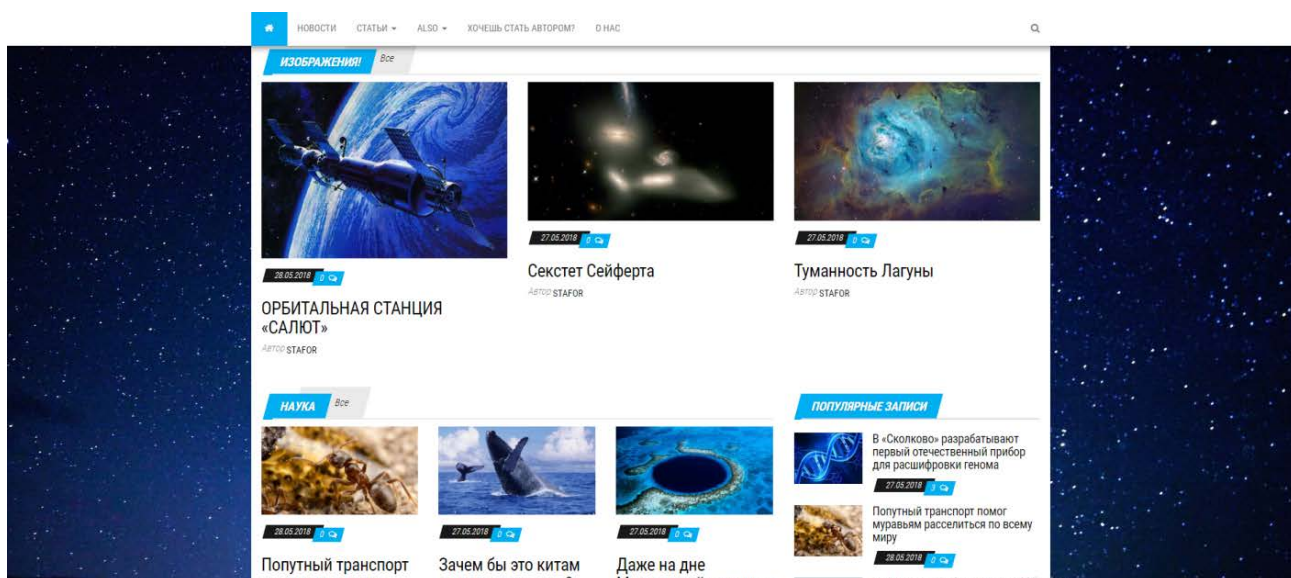 НОВОСТИ СТАТЬИ ALSO ХОЧЕШЬ СТАТЬ АВТОРОМ? О НАС
ИЗОБРАЖЕНИЯ! Все
28.05.2018 0
ОРБИТАЛЬНАЯ СТАНЦИЯ
«САЛЮТ»
Автор STAFOR
27.05.2018 0
Секстет Сейферта
Автор STAFOR
27.05.2018 0
Туманность Лагуны
Автор STAFOR
НАУКА Все
28.05.2018 0
Попутный транспорт
27.05.2018 0
Зачем бы это китам
27.05.2018 0
Даже на дне
ПОПУЛЯРНЫЕ ЗАПИСИ
В «Сколково» разрабатывают
первый отечественный прибор
для расшифровки генома
27.05.2018 3
Попутный транспорт помог
муравьям расселиться по всему
миру
28.05.2018 0